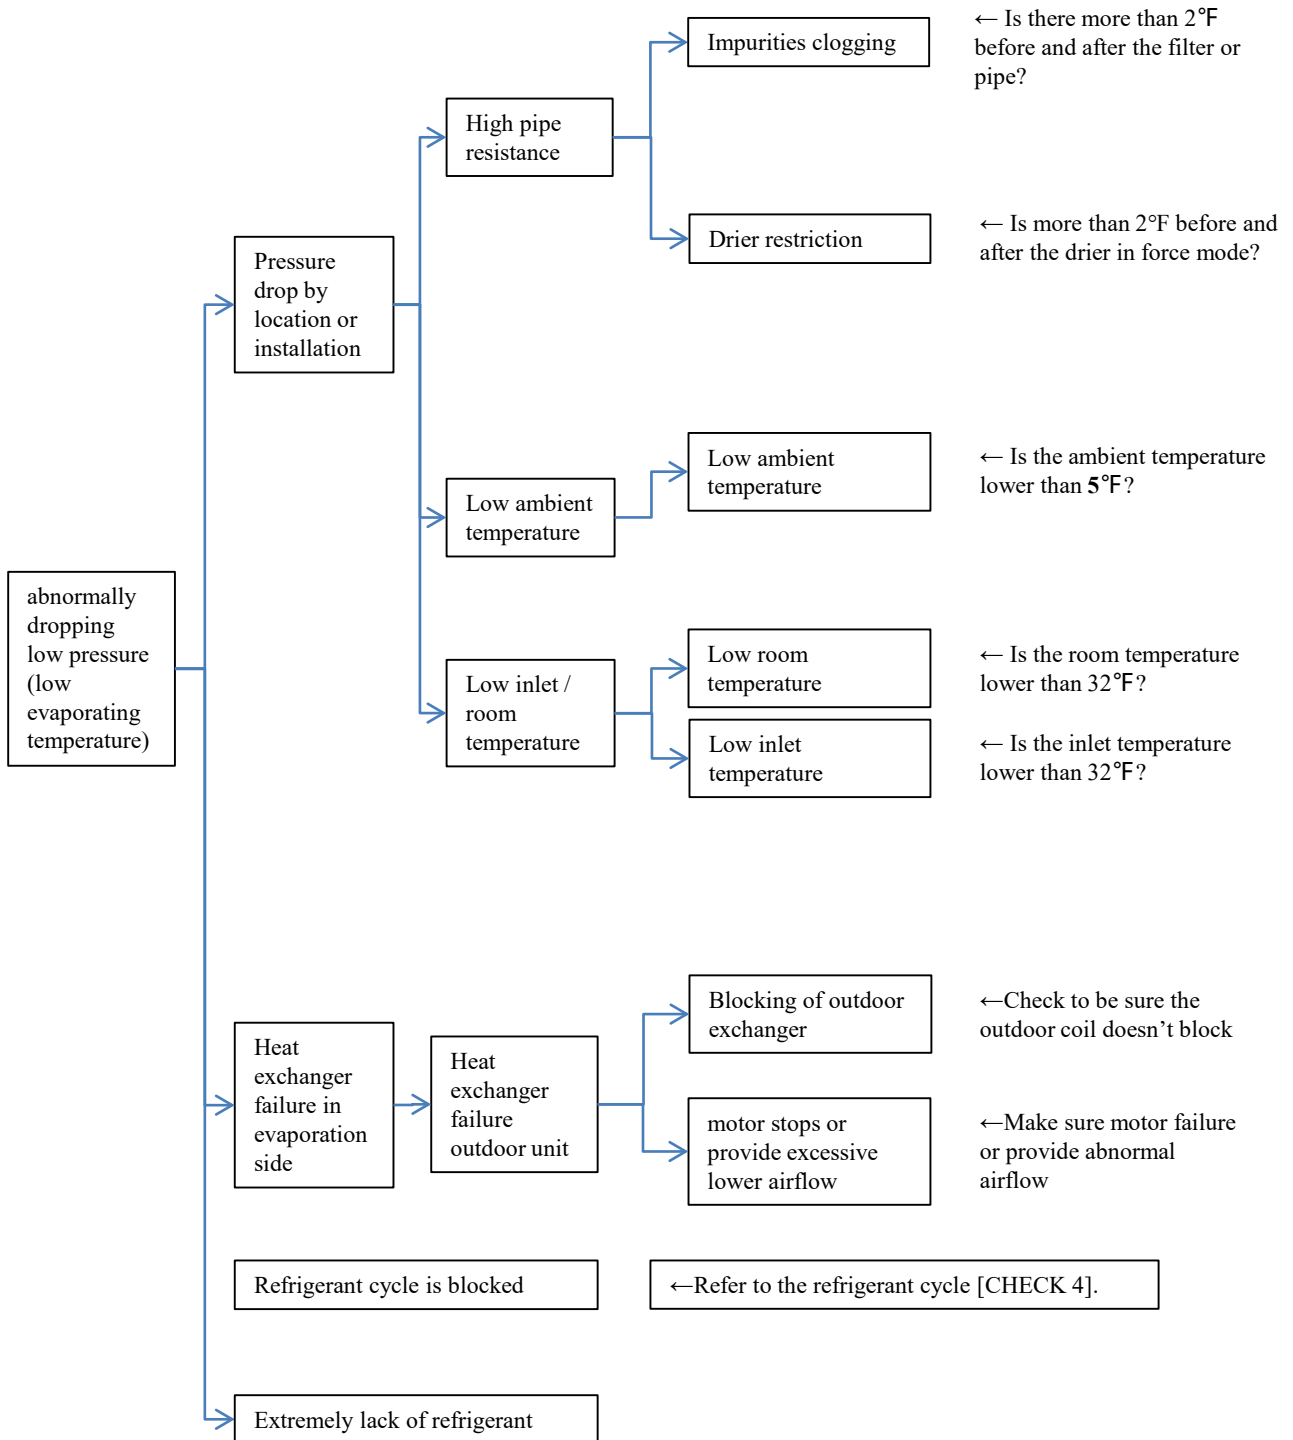 Impurities clogging
← Is there more than 2℉
before and after the filter or
pipe?
High pipe
resistance
Drier restriction
← Is more than 2°F before and
after the drier in force mode?
Pressure
drop by
location or
installation
Low ambient
temperature
← Is the ambient temperature
lower than 5℉?
Low ambient
temperature
abnormally
dropping
low pressure
(low
evaporating
temperature)
Low room
temperature
← Is the room temperature
lower than 32℉?
Low inlet /
room
temperature
Low inlet
temperature
← Is the inlet temperature
lower than 32℉?
Blocking of outdoor
exchanger
←Check to be sure the
outdoor coil doesn’t block
Heat
exchanger
failure in
evaporation
side
Heat
exchanger
failure
outdoor unit
motor stops or
provide excessive
lower airflow
←Make sure motor failure
or provide abnormal
airflow
Refrigerant cycle is blocked
←Refer to the refrigerant cycle [CHECK 4].
Extremely lack of refrigerant